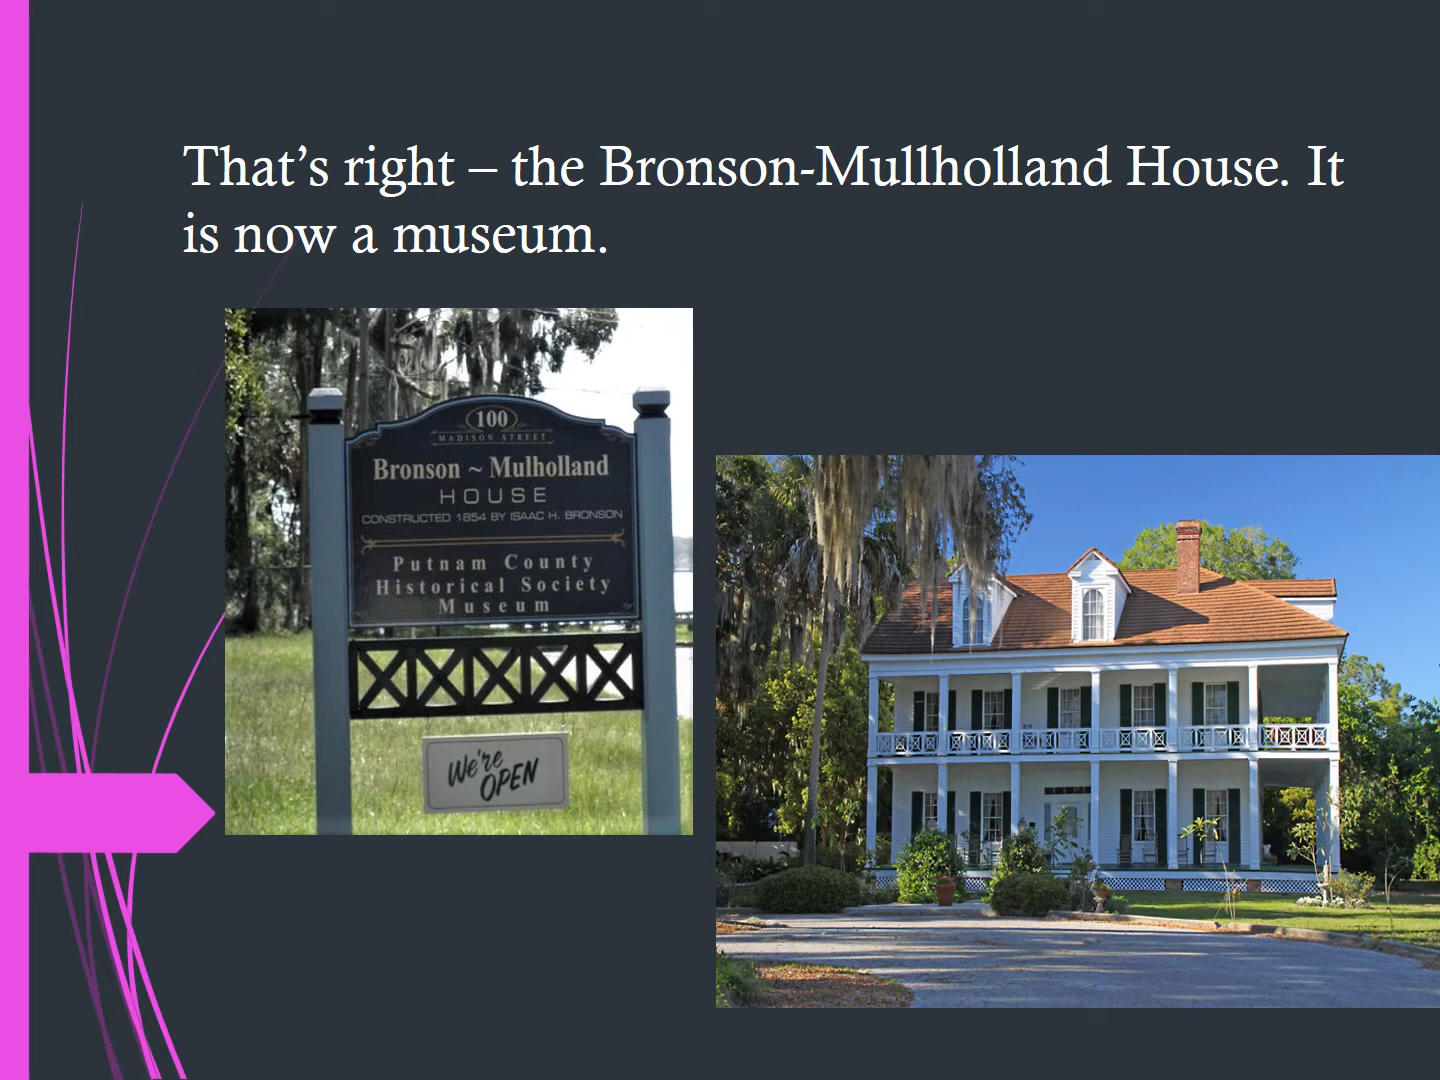 That’s right – the Bronson-Mullholland House. It
is now a museum.
100
MADISON STREET
Bronson ~ Mulholland
HOUSE
CONSTRUCTED 1854 BY ISAAC H. BRONSON
Putnam County
Historical Society
Museum
We're
OPEN